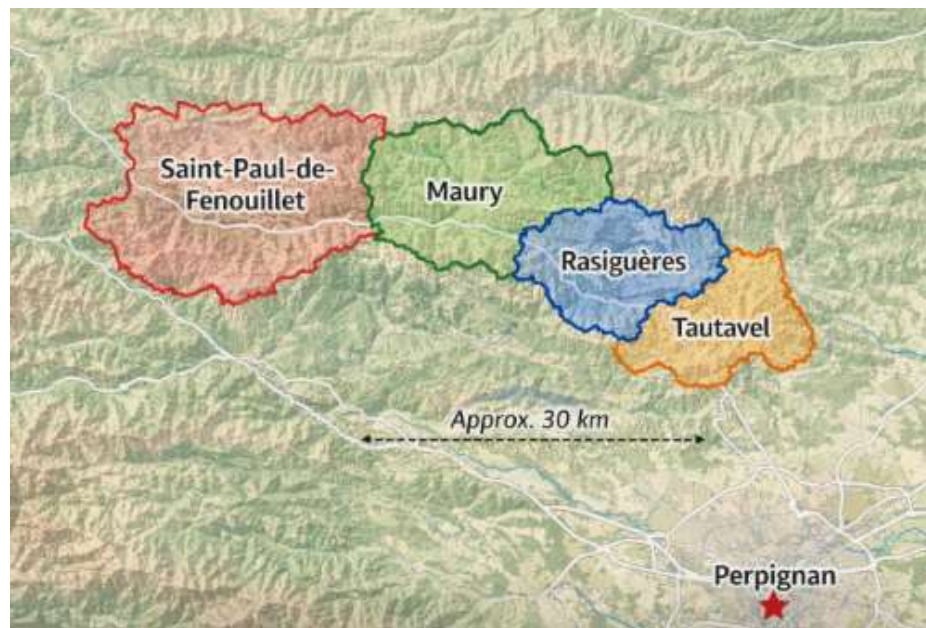 Saint-Paul-de-
Fenouillet
Maury
Rasiguères
Tautavel
Approx. 30 km
Perpignan